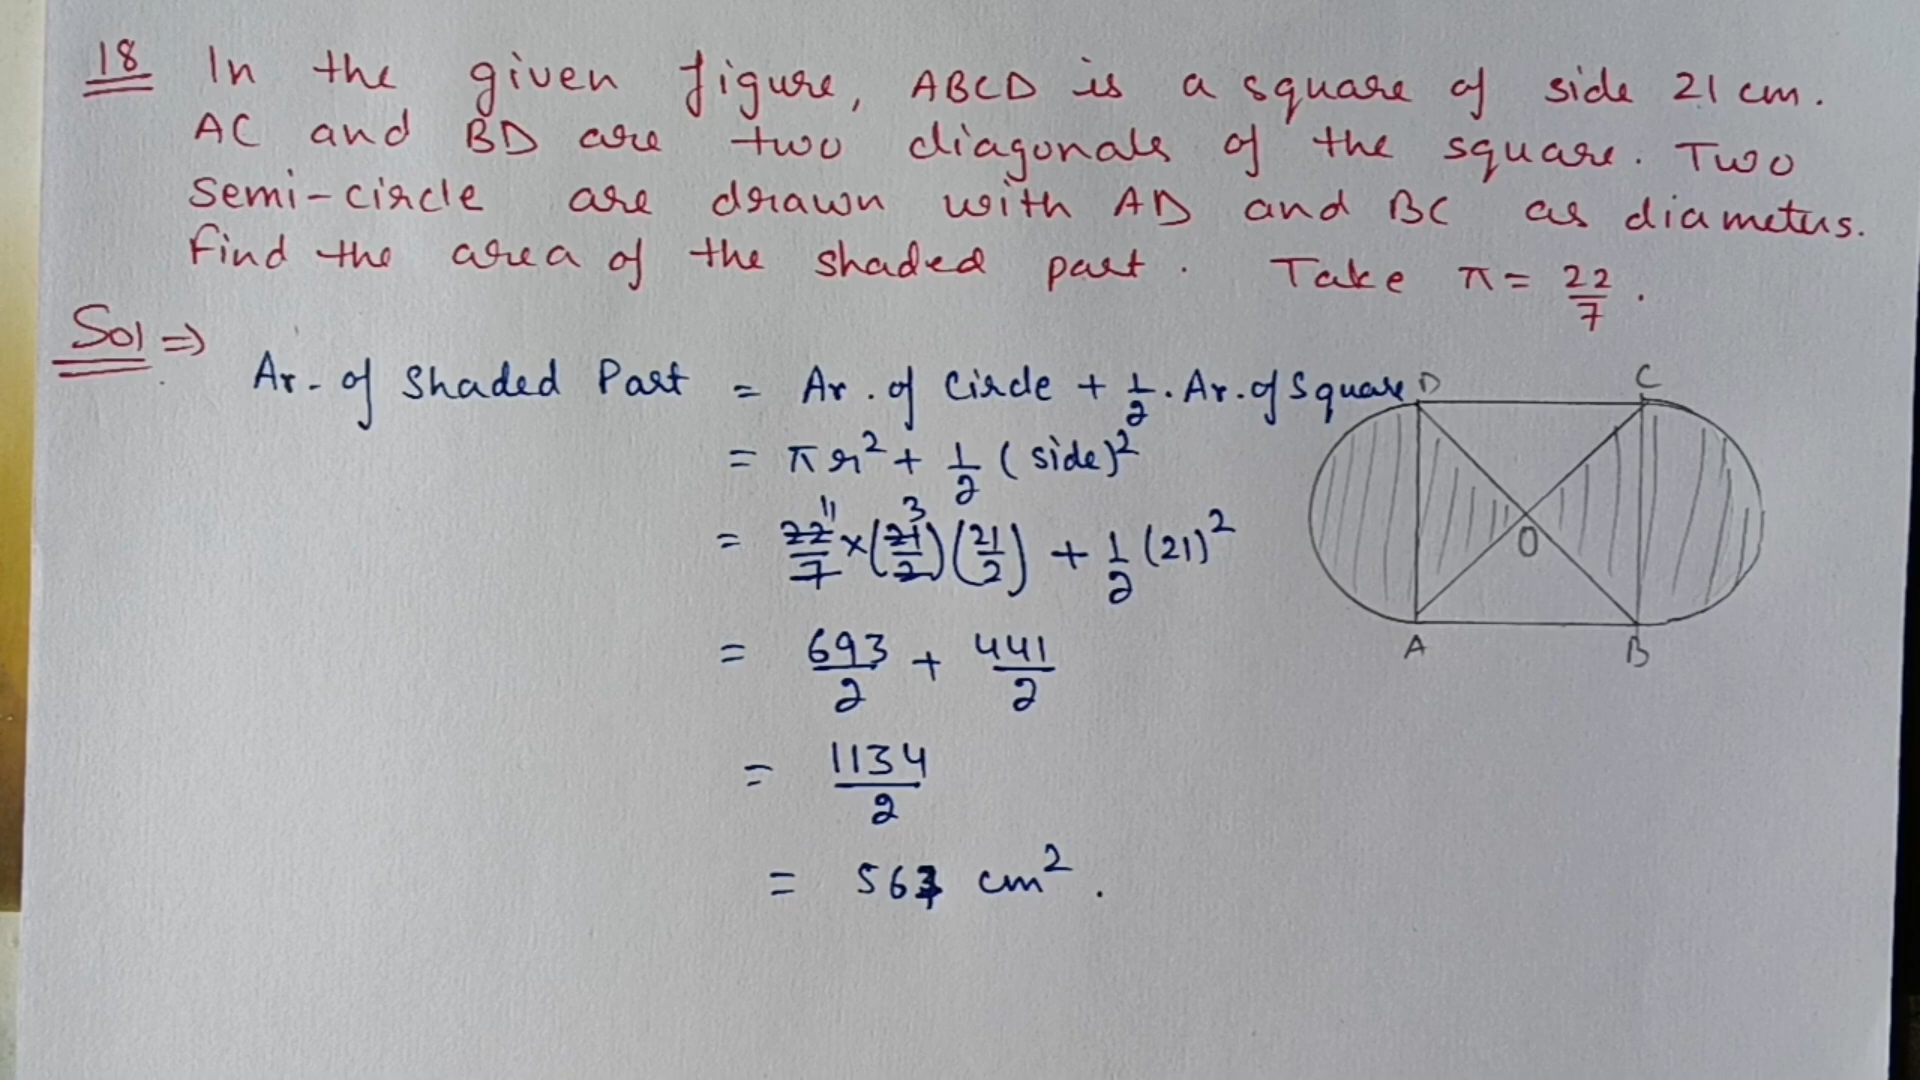 18 In the given figure, ABCD is a square of side 21 cm.
AC and BD are two diagonals of the square. Two
Semi-circle are drawn with AD and BC as diameters.
Find the area of the shaded part. Take π = 22/7.
Sol ⇒
Ar. of Shaded Part = Ar. of Circle + 1/2 . Ar. of Square
= πr² + 1/2 (side)²
= 22/7 × (21/2) (21/2) + 1/2 (21)²
11 3
= 693/2 + 441/2
= 1134/2
= 567 cm².
D C
O
A B